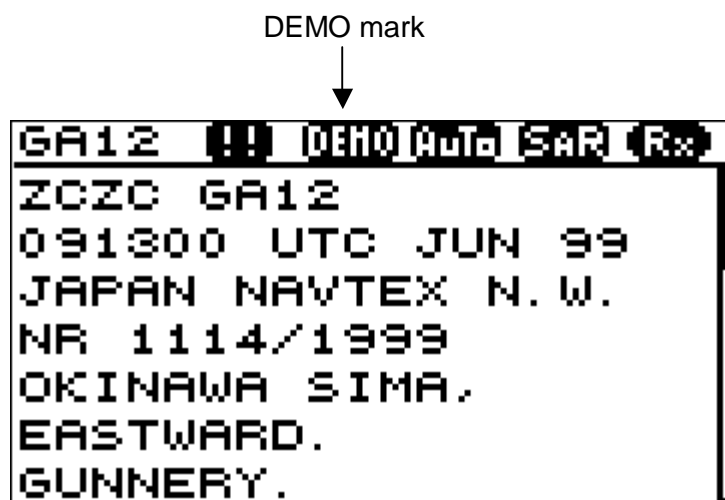 DEMO mark
GA12 !! DEMO AuTo SAR Rx
ZCZC GA12
091300 UTC JUN 99
JAPAN NAVTEX N.W.
NR 1114/1999
OKINAWA SIMA,
EASTWARD.
GUNNERY.